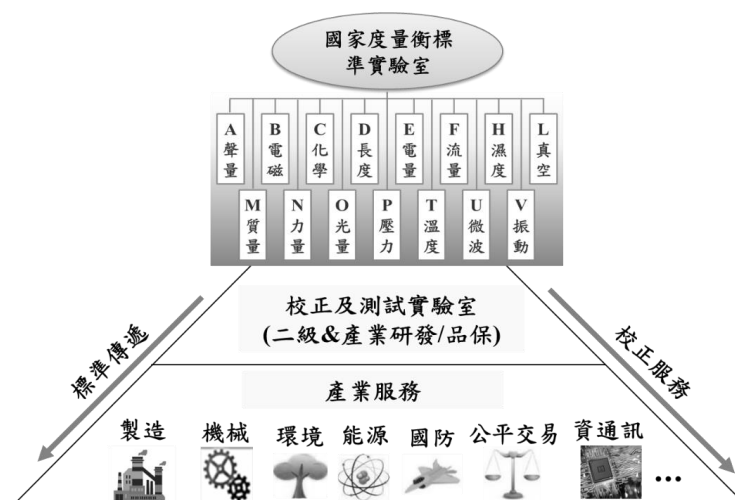 國家度量衡標
準實驗室
A 聲量
B 電磁
C 化學
D 長度
E 電量
F 流量
H 濕度
L 真空
M 質量
N 力量
O 光量
P 壓力
T 溫度
U 微波
V 振動
標準傳遞
校正及測試實驗室
(二級&產業研發/品保)
校正服務
產業服務
製造
機械
環境
能源
國防
公平交易
資通訊
...